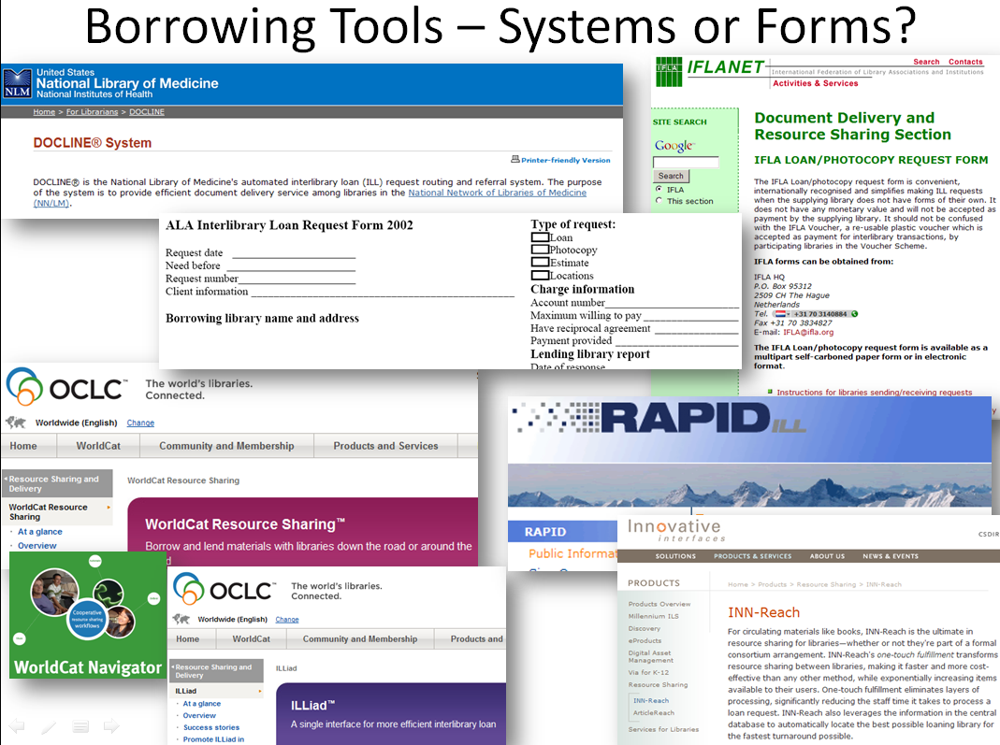 Borrowing Tools – Systems or Forms?
NLM
United States
National Library of Medicine
National Institutes of Health
Home > For Librarians > DOCLINE
DOCLINE® System
Printer-friendly Version
DOCLINE® is the National Library of Medicine's automated interlibrary loan (ILL) request routing and referral system. The purpose
of the system is to provide efficient document delivery service among libraries in the National Network of Libraries of Medicine
(NN/LM).
IFLA
IFLANET
Search Contacts
International Federation of Library Associations and Institutions
Activities & Services
SITE SEARCH
Google
Search
IFLA
This section
Document Delivery and
Resource Sharing Section
IFLA LOAN/PHOTOCOPY REQUEST FORM
The IFLA Loan/photocopy request form is convenient,
internationally recognised and simplifies making ILL requests
when the supplying library does not have forms of their own. It
does not have any monetary value and will not be accepted as
payment by the supplying library. It should not be confused
with the IFLA Voucher, a re-usable plastic voucher which is
accepted as payment for interlibrary transactions, by
participating libraries in the Voucher Scheme.
IFLA forms can be obtained from:
IFLA HQ
P.O. Box 95312
2509 CH The Hague
Netherlands
Tel. +31 70 3140884
Fax +31 70 3834827
E-mail: IFLA@ifla.org
The IFLA Loan/photocopy request form is available as a
multipart self-carboned paper form or in electronic
format.
Instructions for libraries sending/receiving requests
ALA Interlibrary Loan Request Form 2002
Request date
Need before
Request number
Client information
Borrowing library name and address
Type of request:
Loan
Photocopy
Estimate
Locations
Charge information
Account number
Maximum willing to pay
Have reciprocal agreement
Payment provided
Lending library report
Date of response
OCLC™
The world's libraries.
Connected.
Worldwide (English) Change
Home WorldCat Community and Membership Products and Services
Resource Sharing and
Delivery
WorldCat Resource
Sharing
At a glance
Overview
WorldCat Resource Sharing
WorldCat Resource Sharing™
Borrow and lend materials with libraries down the road or around the
RAPID ILL
RAPID
Public Informat
Cooperative
resource sharing
workflows
WorldCat Navigator
OCLC™
The world's libraries.
Connected.
Worldwide (English) Change
Home WorldCat Community and Membership Products and
Resource Sharing and
Delivery
ILLiad
At a glance
Overview
Success stories
Promote ILLiad in
ILLiad
ILLiad™
A single interface for more efficient interlibrary loan
Innovative
interfaces
CSDIR
SOLUTIONS PRODUCTS & SERVICES ABOUT US NEWS & EVENTS
PRODUCTS
Products Overview
Millennium ILS
Discovery
eProducts
Digital Asset
Management
Via for K-12
Resource Sharing
INN-Reach
ArticleReach
Services for Libraries
Home > Products > Resource Sharing > INN-Reach
INN-Reach
For circulating materials like books, INN-Reach is the ultimate in
resource sharing for libraries—whether or not they're part of a formal
consortium arrangement. INN-Reach's one-touch fulfillment transforms
resource sharing between libraries, making it faster and more cost-
effective than any other method, while exponentially increasing items
available to their users. One-touch fulfillment eliminates layers of
processing, significantly reducing the staff time it takes to process a
loan request. INN-Reach also leverages the information in the central
database to automatically locate the best possible loaning library for
the fastest turnaround possible.